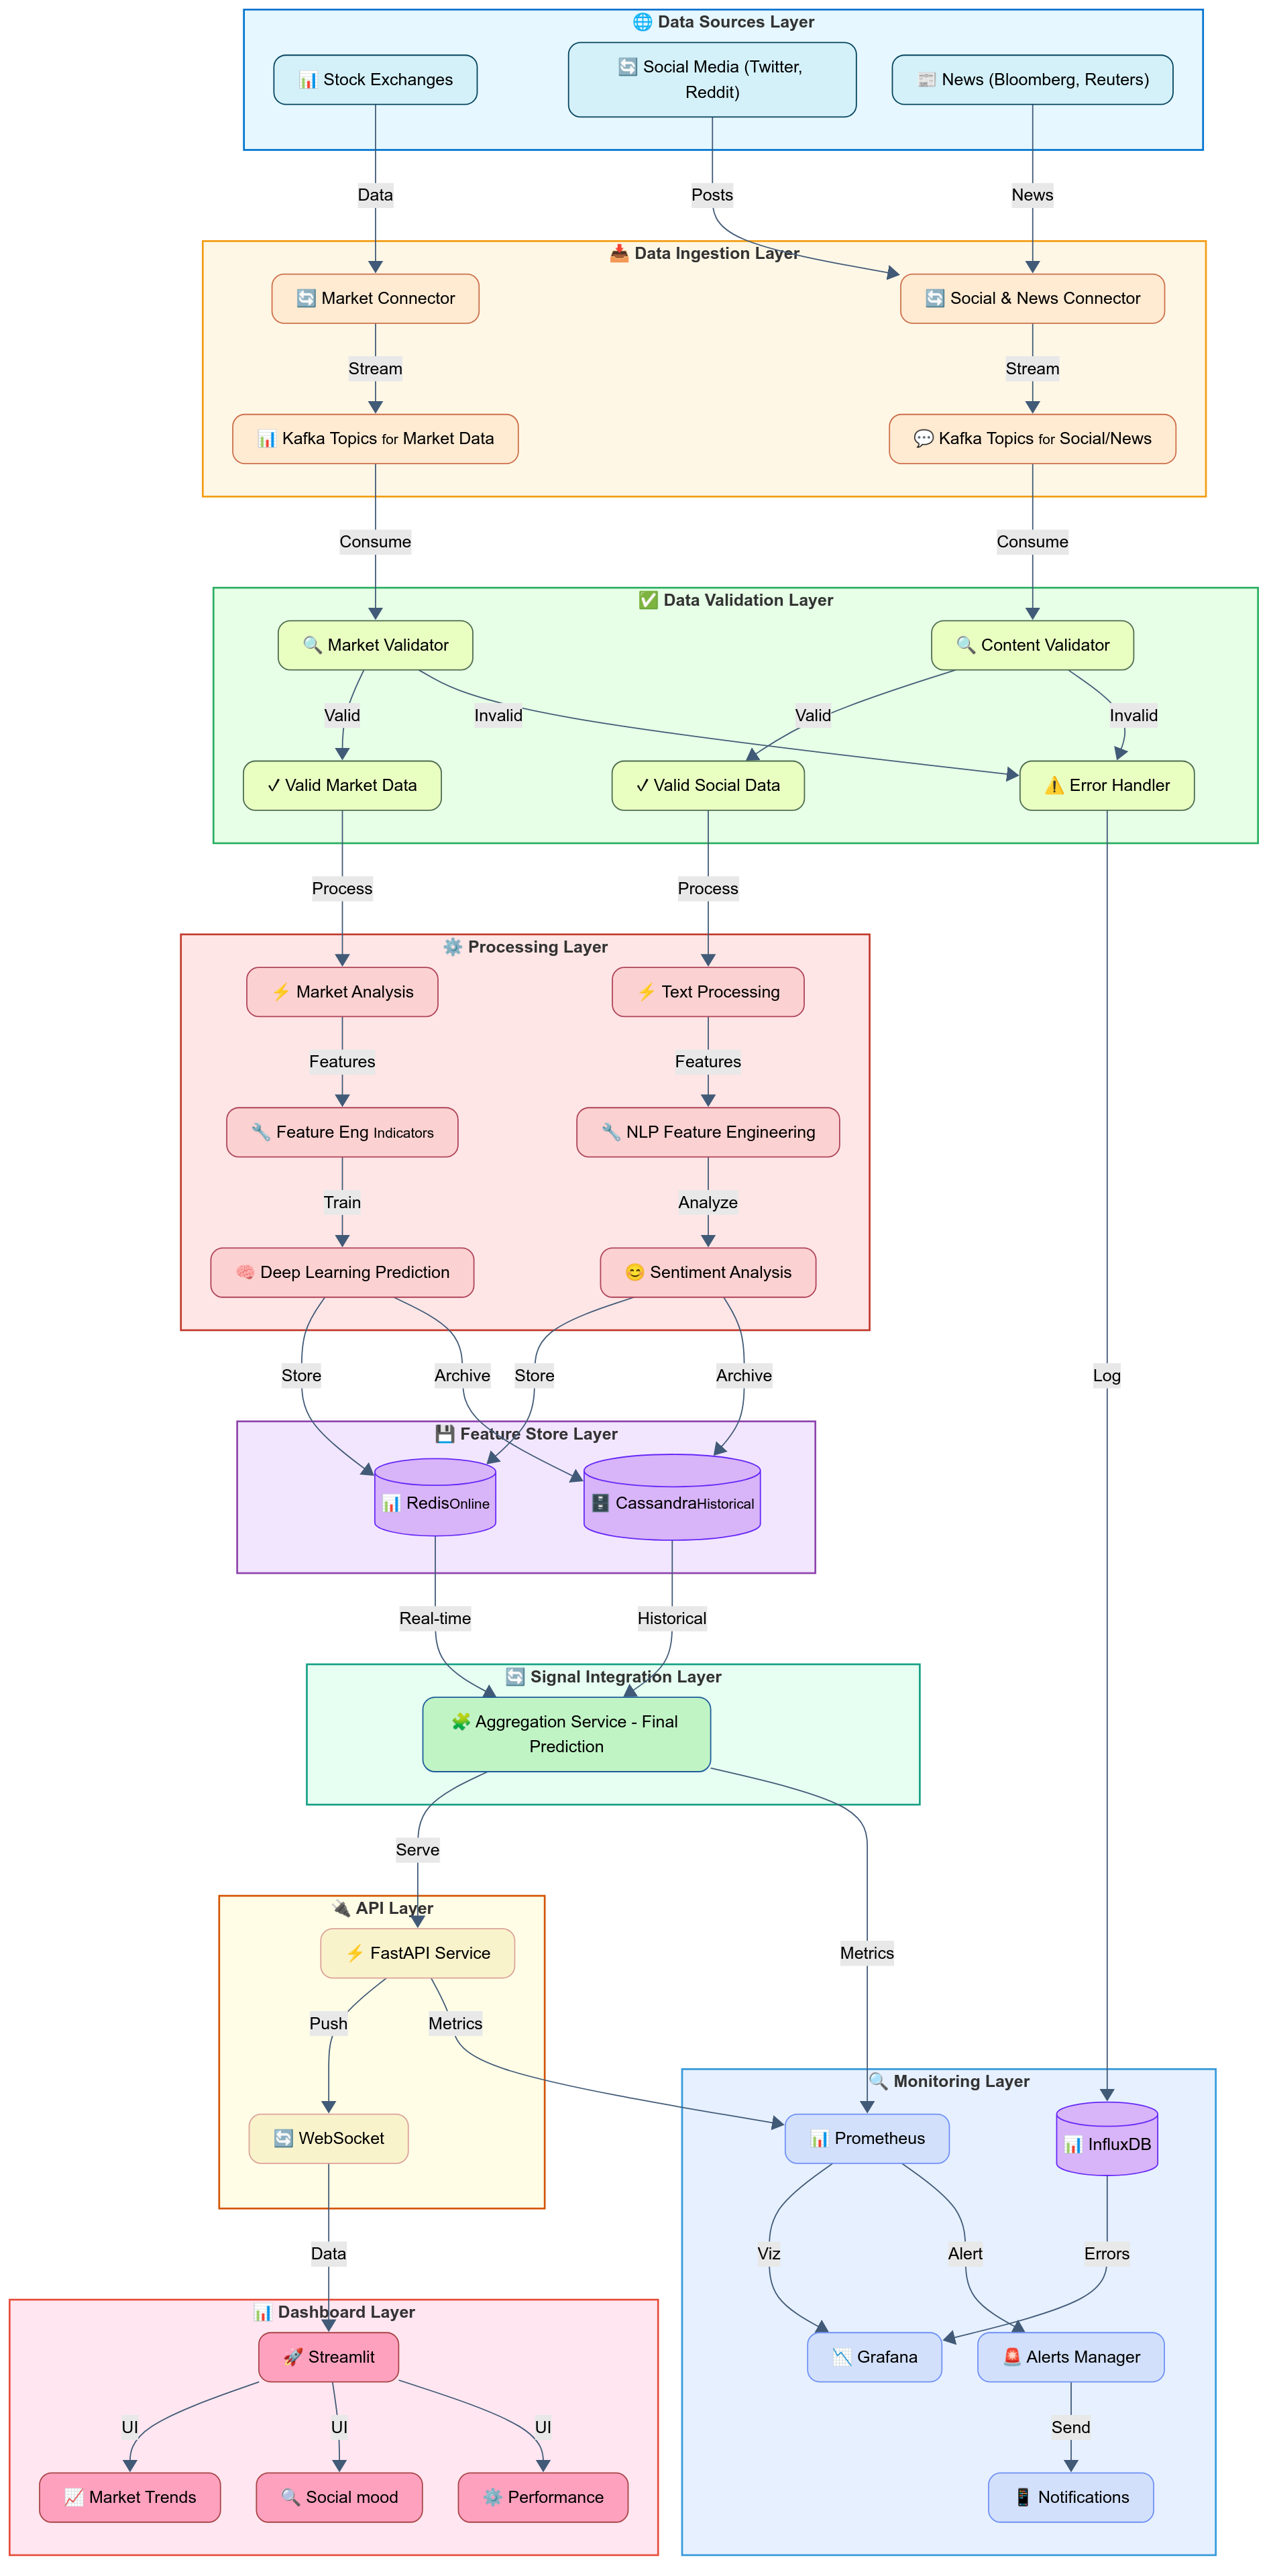 🌐 Data Sources Layer
📊 Stock Exchanges
🔄 Social Media (Twitter,
Reddit)
📰 News (Bloomberg, Reuters)
Data
Posts
News
📥 Data Ingestion Layer
🔄 Market Connector
🔄 Social & News Connector
Stream
Stream
📊 Kafka Topics for Market Data
💬 Kafka Topics for Social/News
Consume
Consume
✅ Data Validation Layer
🔍 Market Validator
🔍 Content Validator
Valid
Invalid
Valid
Invalid
✓ Valid Market Data
✓ Valid Social Data
⚠️ Error Handler
Process
Process
⚙️ Processing Layer
⚡ Market Analysis
⚡ Text Processing
Features
Features
🔧 Feature Eng Indicators
🔧 NLP Feature Engineering
Train
Analyze
🧠 Deep Learning Prediction
😊 Sentiment Analysis
Store
Archive
Store
Archive
Log
💾 Feature Store Layer
📊 RedisOnline
🗄️ CassandraHistorical
Real-time
Historical
🔄 Signal Integration Layer
🧩 Aggregation Service - Final
Prediction
Serve
🔌 API Layer
⚡ FastAPI Service
Metrics
Push
Metrics
🔍 Monitoring Layer
🔄 WebSocket
📊 Prometheus
📊 InfluxDB
Data
Viz
Alert
Errors
📊 Dashboard Layer
🚀 Streamlit
📉 Grafana
🚨 Alerts Manager
UI
UI
UI
Send
📈 Market Trends
🔍 Social mood
⚙️ Performance
📱 Notifications